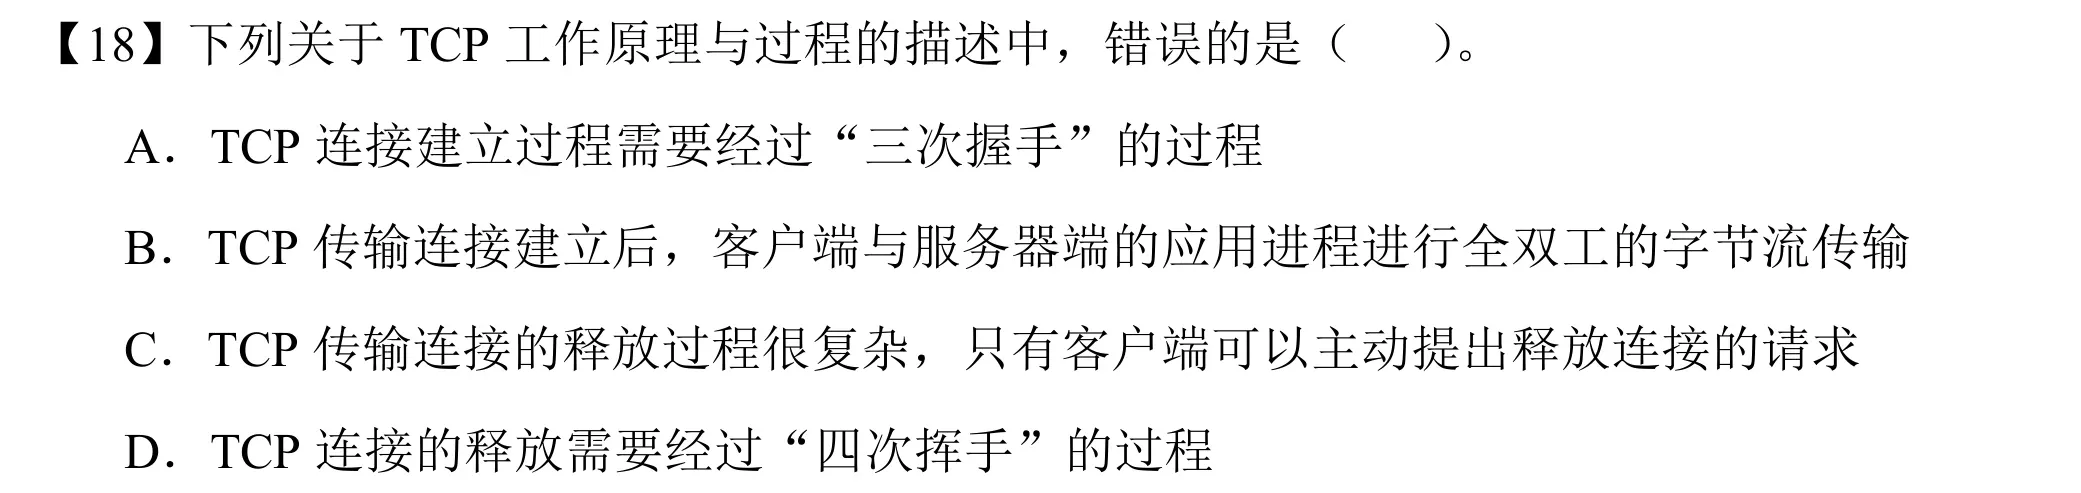 【18】下列关于 TCP 工作原理与过程的描述中，错误的是（　　）。
A．TCP 连接建立过程需要经过“三次握手”的过程
B．TCP 传输连接建立后，客户端与服务器端的应用进程进行全双工的字节流传输
C．TCP 传输连接的释放过程很复杂，只有客户端可以主动提出释放连接的请求
D．TCP 连接的释放需要经过“四次挥手”的过程